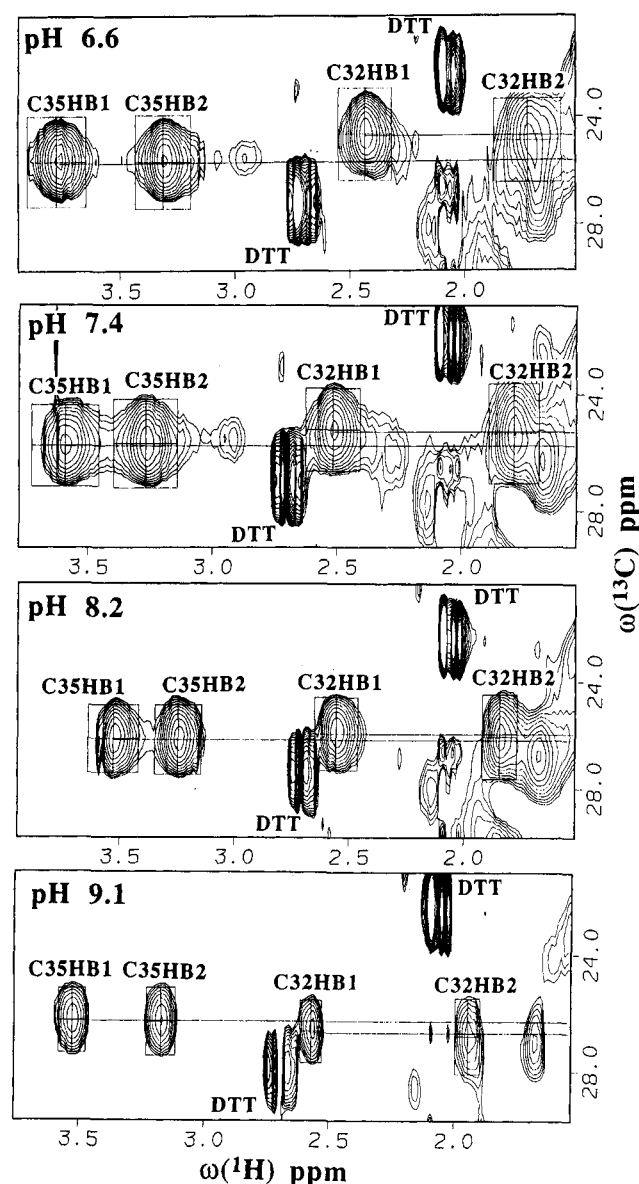 pH 6.6
DTT
C35HB1 C35HB2 C32HB1 C32HB2
DTT
24.0
28.0
3.5 3.0 2.5 2.0
pH 7.4
DTT
C35HB1 C35HB2 C32HB1 C32HB2
DTT
24.0
28.0
3.5 3.0 2.5 2.0
ω(¹³C) ppm
pH 8.2
DTT
C35HB1 C35HB2 C32HB1 C32HB2
DTT
24.0
28.0
3.5 3.0 2.5 2.0
pH 9.1
DTT
C35HB1 C35HB2 C32HB1 C32HB2
DTT
24.0
28.0
3.5 3.0 2.5 2.0
ω(¹H) ppm